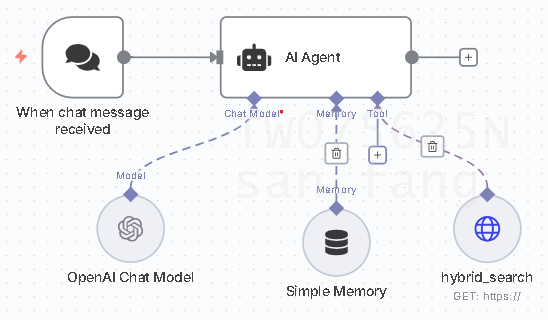 AI Agent
When chat message
received
Chat Model*
Memory
Tool
Model
Memory
OpenAI Chat Model
Simple Memory
hybrid_search
GET: https://